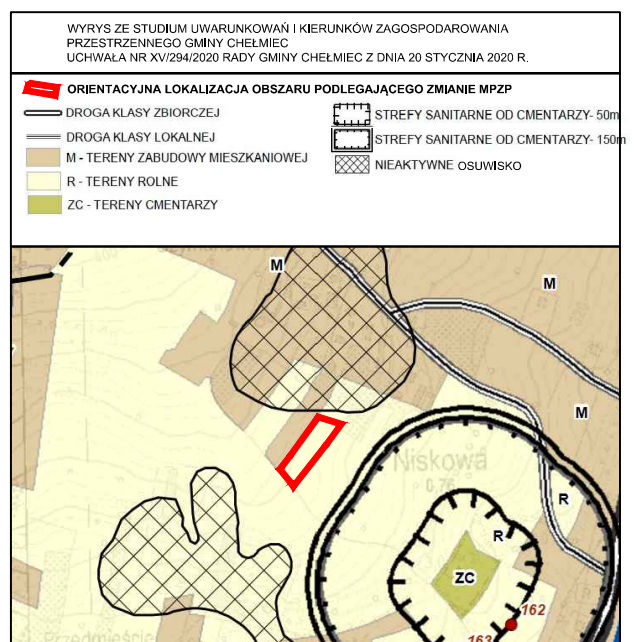 WYRYS ZE STUDIUM UWARUNKOWAŃ I KIERUNKÓW ZAGOSPODAROWANIA
PRZESTRZENNEGO GMINY CHEŁMIEC
UCHWAŁA NR XV/294/2020 RADY GMINY CHEŁMIEC Z DNIA 20 STYCZNIA 2020 R.
ORIENTACYJNA LOKALIZACJA OBSZARU PODLEGAJĄCEGO ZMIANIE MPZP
DROGA KLASY ZBIORCZEJ
DROGA KLASY LOKALNEJ
M - TERENY ZABUDOWY MIESZKANIOWEJ
R - TERENY ROLNE
ZC - TERENY CMENTARZY
STREFY SANITARNE OD CMENTARZY- 50m
STREFY SANITARNE OD CMENTARZY- 150m
NIEAKTYWNE OSUWISKO
M
M
M
Niskowa
0,76
R
R
ZC
162
163
Przedmieście